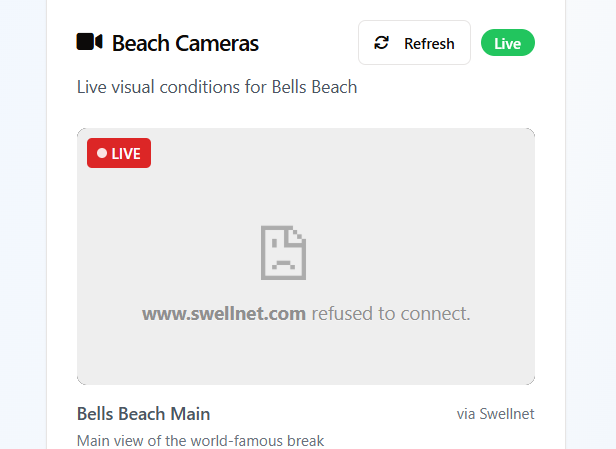 Beach Cameras
Refresh
Live
Live visual conditions for Bells Beach
LIVE
www.swellnet.com refused to connect.
Bells Beach Main
via Swellnet
Main view of the world-famous break